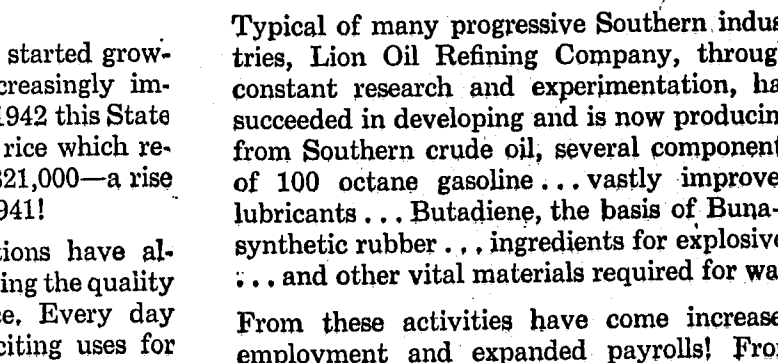 started grow-
creasingly im-
1942 this State
rice which re-
321,000—a rise
941!
tions have al-
ing the quality
ce. Every day
citing uses for
Typical of many progressive Southern indus
tries, Lion Oil Refining Company, throug
constant research and experimentation, ha
succeeded in developing and is now producin
from Southern crude oil, several component
of 100 octane gasoline ... vastly improve
lubricants ... Butadiene, the basis of Buna-
synthetic rubber ... ingredients for explosive
... and other vital materials required for wa
From these activities have come increase
employment and expanded payrolls! Fro